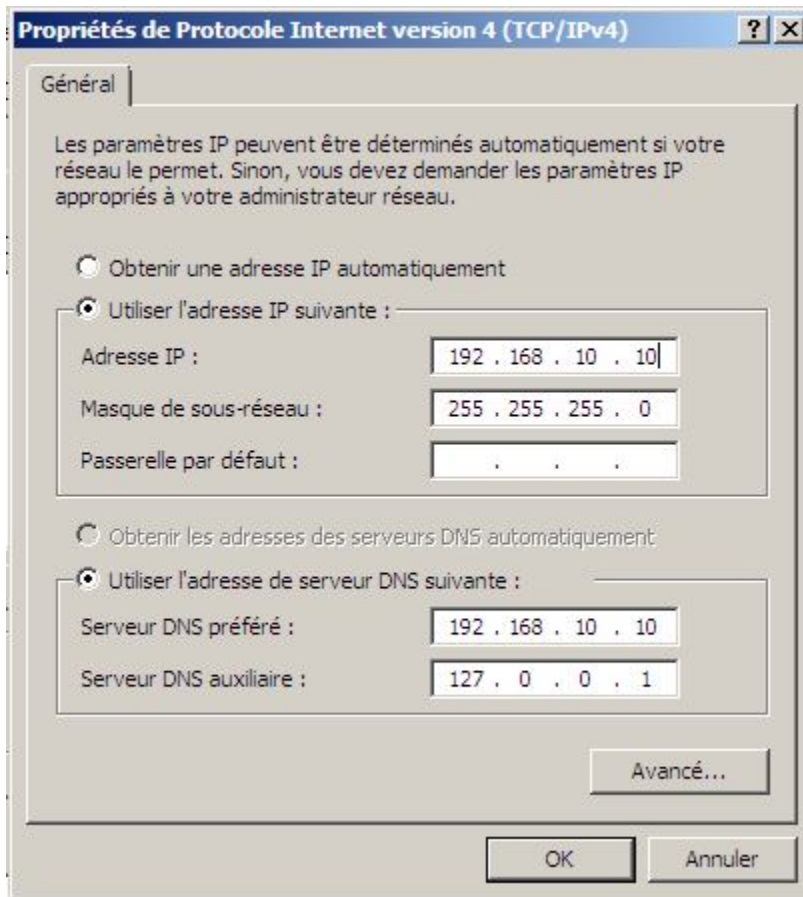 Propriétés de Protocole Internet version 4 (TCP/IPv4)
Général
Les paramètres IP peuvent être déterminés automatiquement si votre
réseau le permet. Sinon, vous devez demander les paramètres IP
appropriés à votre administrateur réseau.
Obtenir une adresse IP automatiquement
Utiliser l'adresse IP suivante :
Adresse IP : 192 . 168 . 10 . 10
Masque de sous-réseau : 255 . 255 . 255 . 0
Passerelle par défaut : . . .
Obtenir les adresses des serveurs DNS automatiquement
Utiliser l'adresse de serveur DNS suivante :
Serveur DNS préféré : 192 . 168 . 10 . 10
Serveur DNS auxiliaire : 127 . 0 . 0 . 1
Avancé...
OK Annuler